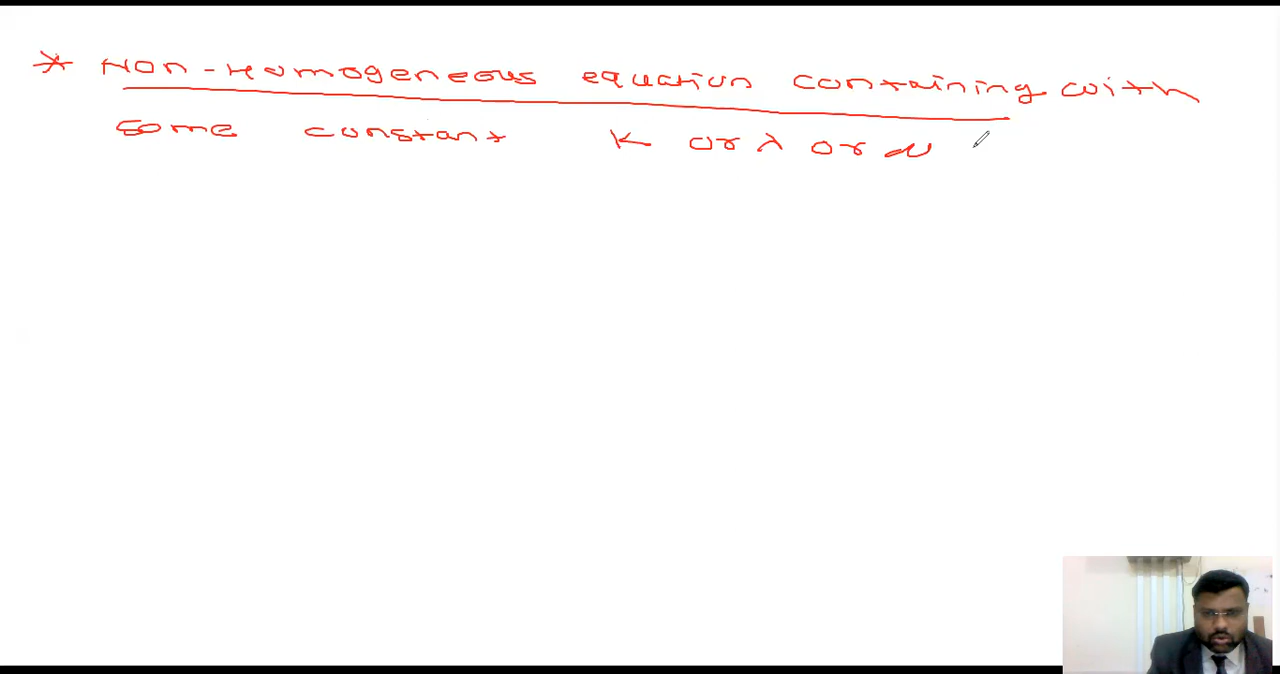 * Non-Homogeneous equation containing with
some constant K or λ or